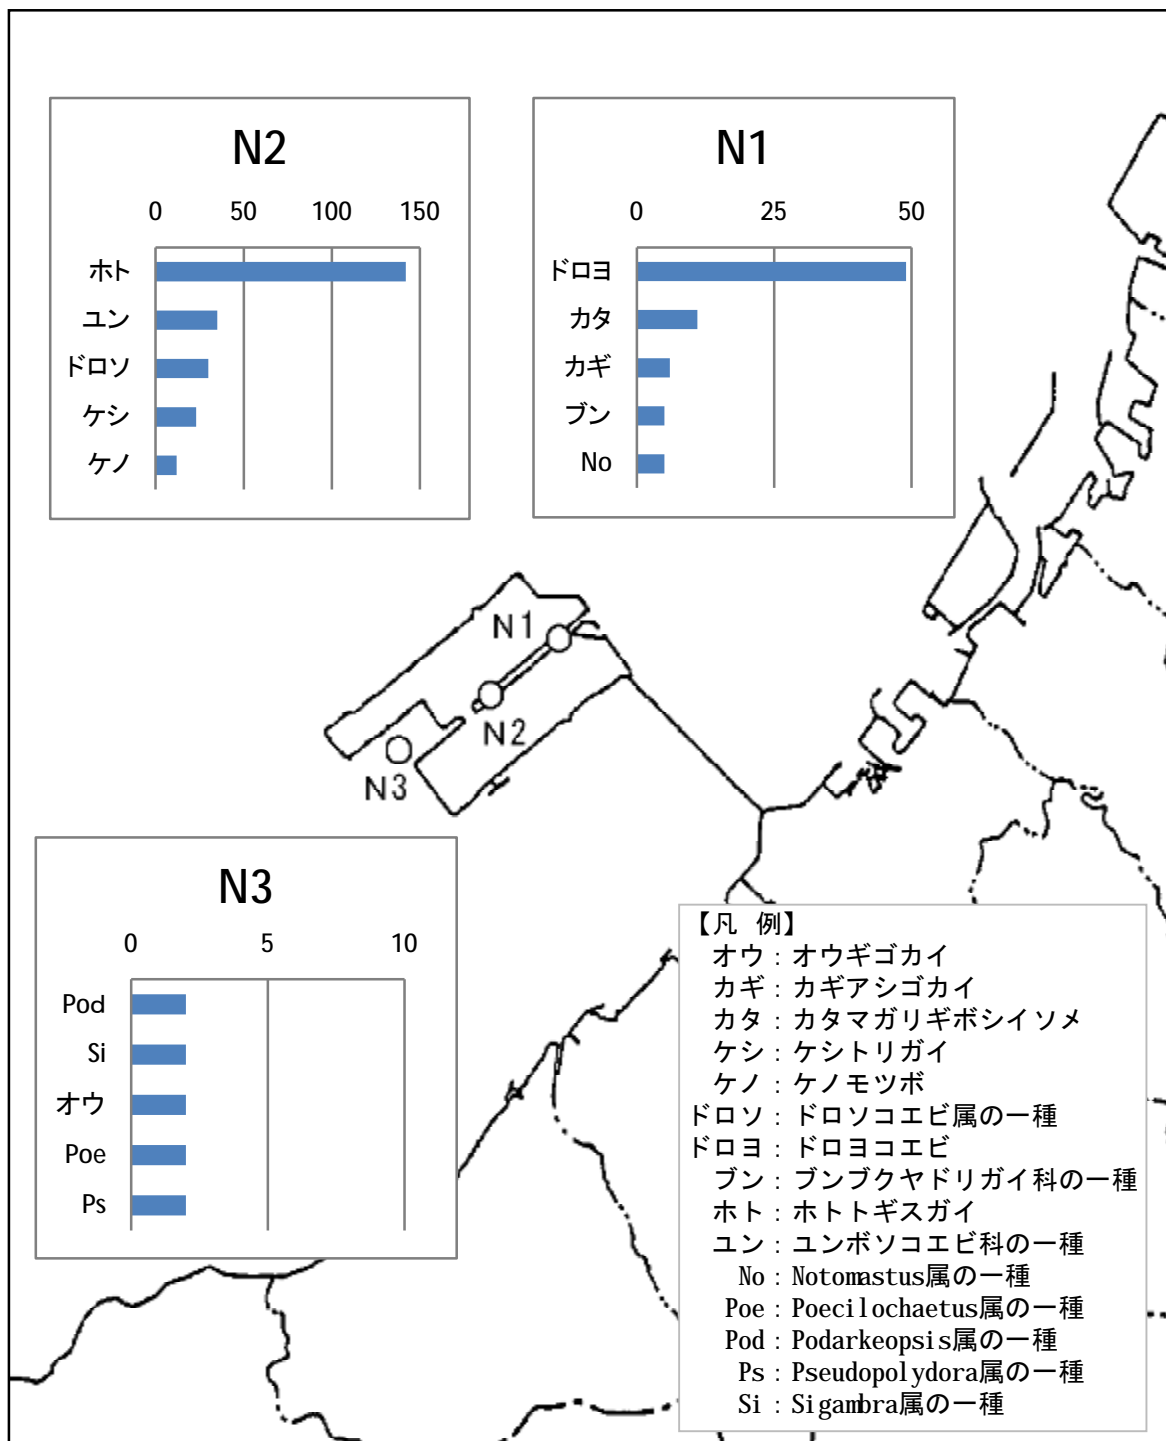 N2
0 50 100 150
ホト
ユン
ドロソ
ケシ
ケノ
N1
0 25 50
ドロヨ
カタ
カギ
ブン
No
N1
N2
N3
N3
0 5 10
Pod
Si
オウ
Poe
Ps
【凡 例】
オウ：オウギゴカイ
カギ：カギアシゴカイ
カタ：カタマガリギボシイソメ
ケシ：ケシトリガイ
ケノ：ケノモツボ
ドロソ：ドロソコエビ属の一種
ドロヨ：ドロヨコエビ
ブン：ブンブクヤドリガイ科の一種
ホト：ホトトギスガイ
ユン：ユンボソコエビ科の一種
No：Notomastus属の一種
Poe：Poecilochaetus属の一種
Pod：Podarkeopsis属の一種
Ps：Pseudopolydora属の一種
Si：Sigambra属の一種